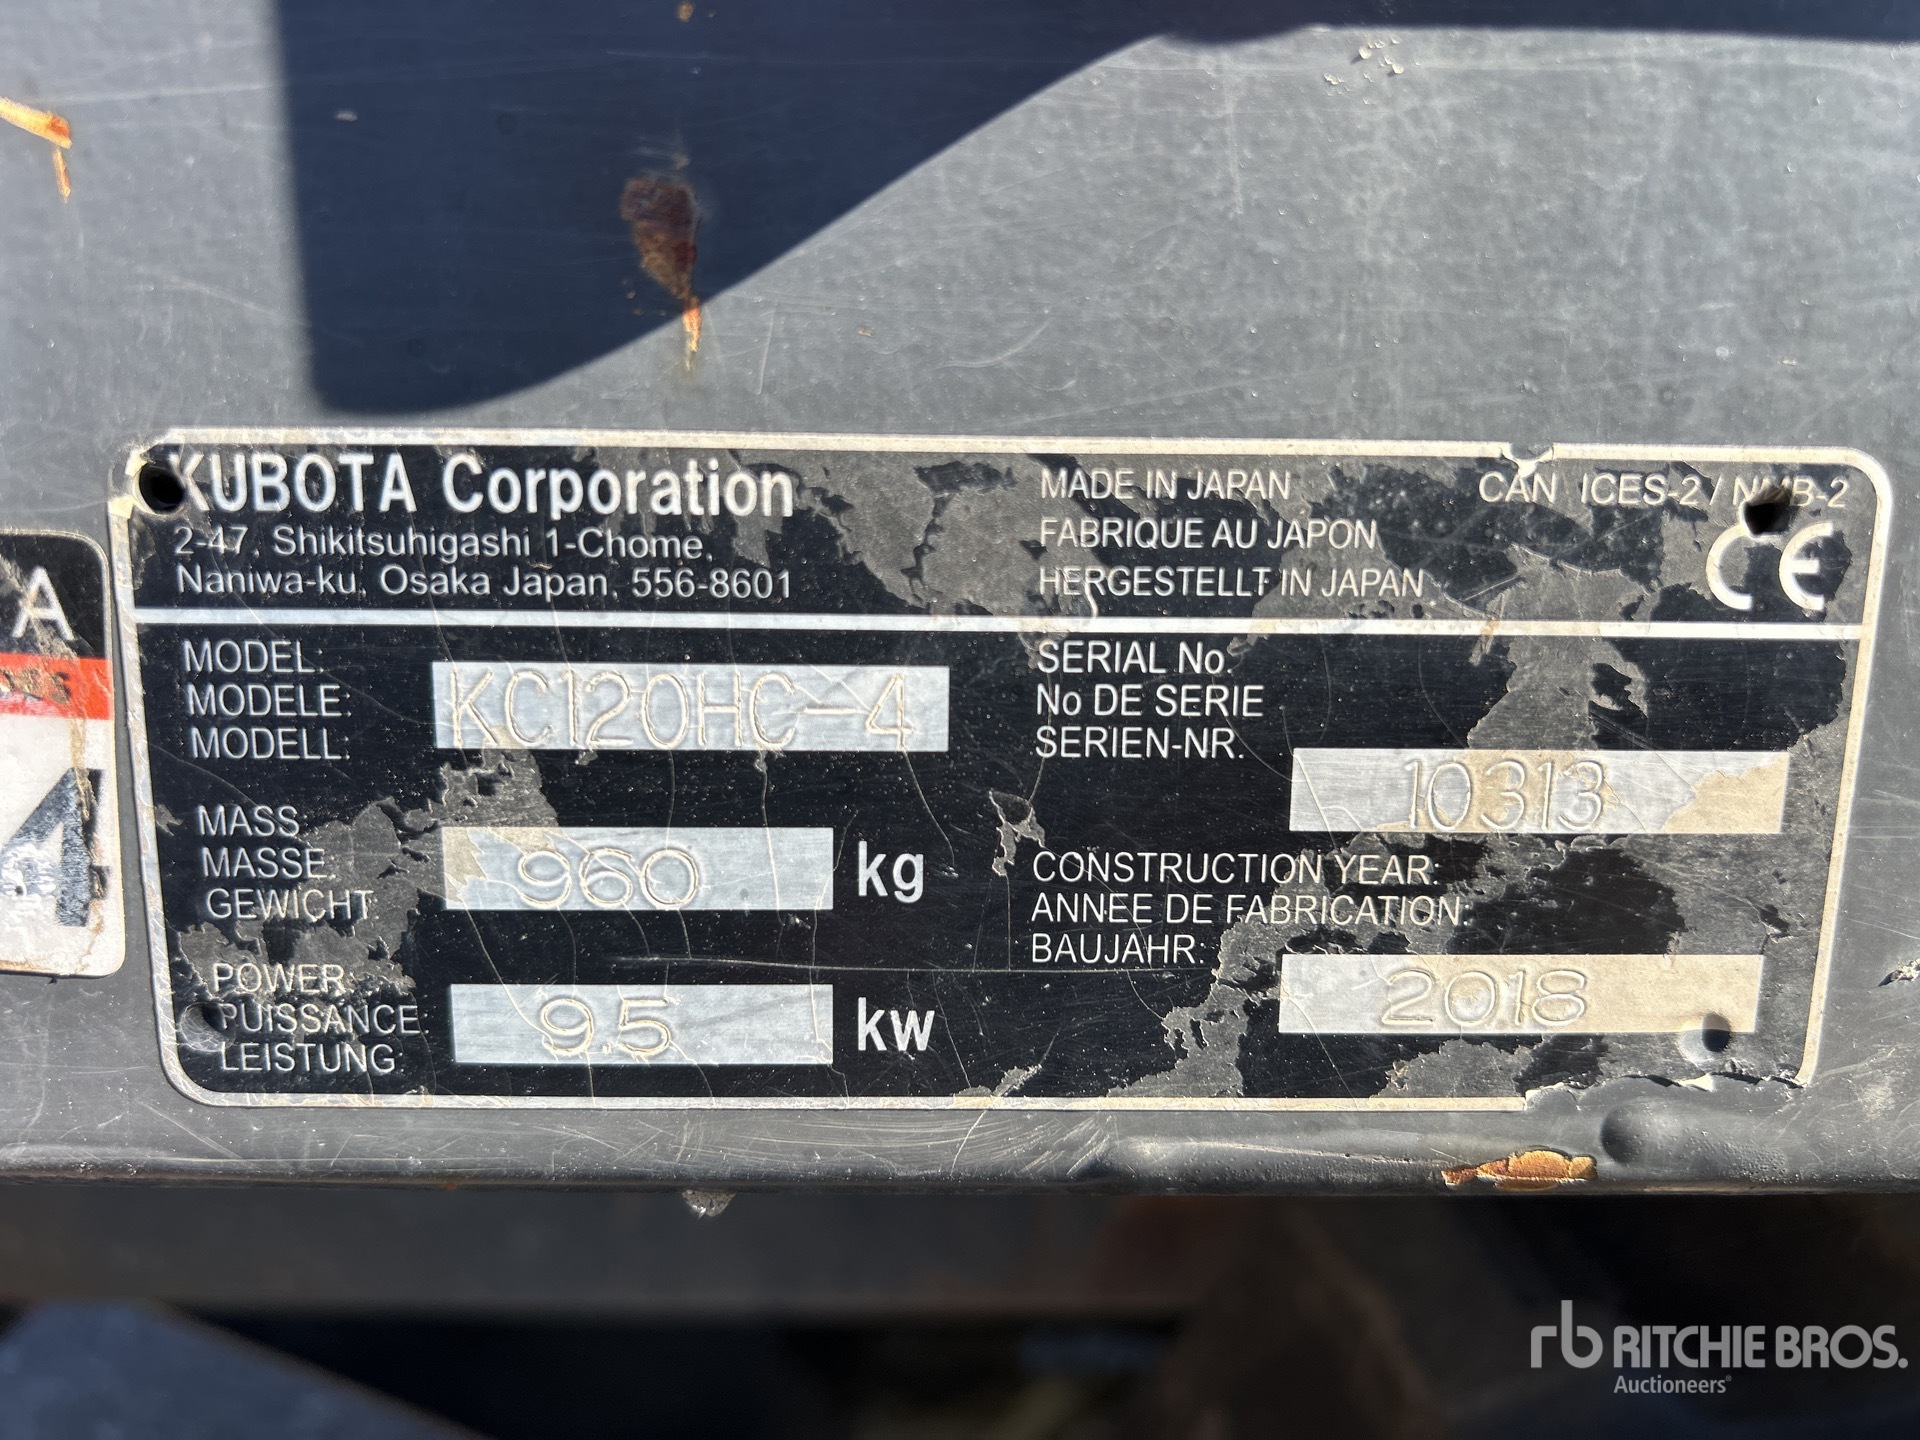 KUBOTA Corporation
2-47, Shikitsuhigashi 1-Chome,
Naniwa-ku, Osaka Japan, 556-8601
MADE IN JAPAN
FABRIQUE AU JAPON
HERGESTELLT IN JAPAN
CAN ICES-2 / NMB-2
CE
MODEL:
MODELE:
MODELL:
KC120HC-4
SERIAL No.
No DE SERIE
SERIEN-NR.
10313
MASS
MASSE:
GEWICHT
960 kg
CONSTRUCTION YEAR:
ANNEE DE FABRICATION:
BAUJAHR:
2018
POWER:
PUISSANCE:
LEISTUNG:
9.5 kw
A
4
rb RITCHIE BROS.
Auctioneers®